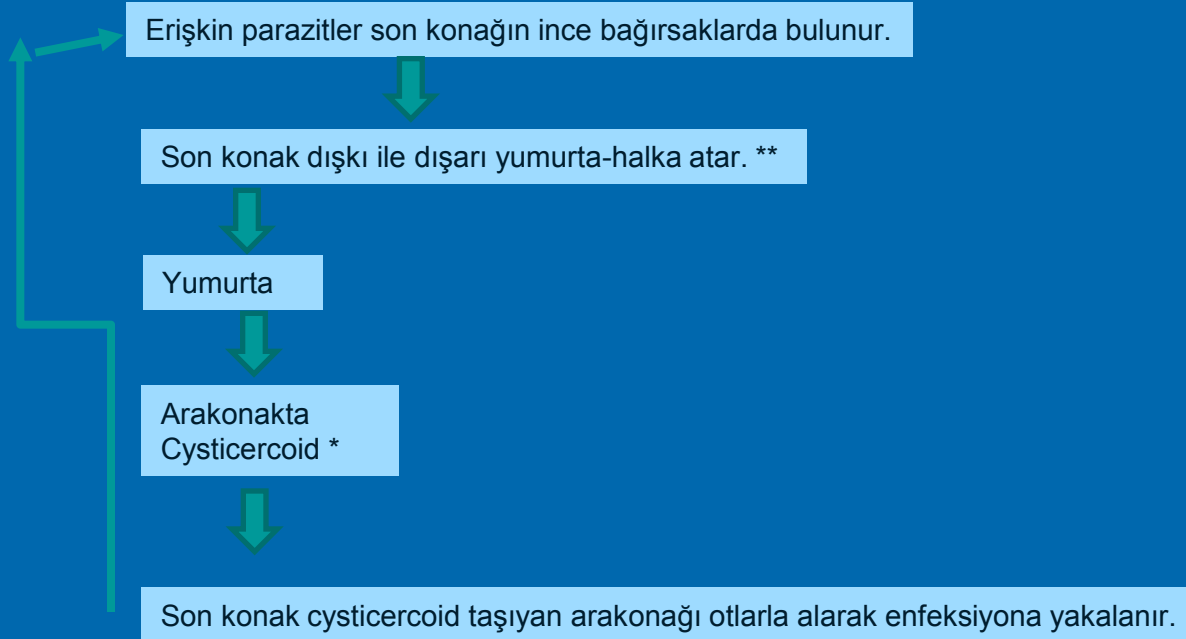 Erişkin parazitler son konağın ince bağırsaklarda bulunur.
Son konak dışkı ile dışarı yumurta-halka atar. **
Yumurta
Arakonakta
Cysticercoid *
Son konak cysticercoid taşıyan arakonağı otlarla alarak enfeksiyona yakalanır.